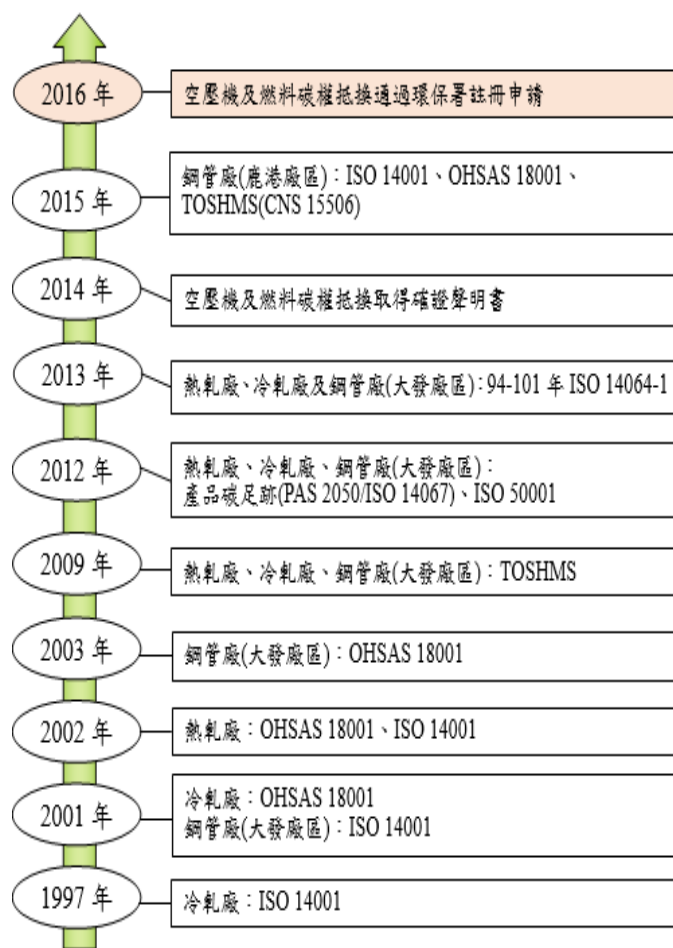 2016 年
空壓機及燃料碳權抵換通過環保署註冊申請
2015 年
鋼管廠(鹿港廠區)：ISO 14001、OHSAS 18001、
TOSHMS(CNS 15506)
2014 年
空壓機及燃料碳權抵換取得確證聲明書
2013 年
熱軋廠、冷軋廠及鋼管廠(大發廠區)：94-101 年 ISO 14064-1
2012 年
熱軋廠、冷軋廠、鋼管廠(大發廠區)：
產品碳足跡(PAS 2050/ISO 14067)、ISO 50001
2009 年
熱軋廠、冷軋廠、鋼管廠(大發廠區)：TOSHMS
2003 年
鋼管廠(大發廠區)：OHSAS 18001
2002 年
熱軋廠：OHSAS 18001、ISO 14001
2001 年
冷軋廠：OHSAS 18001
鋼管廠(大發廠區)：ISO 14001
1997 年
冷軋廠：ISO 14001